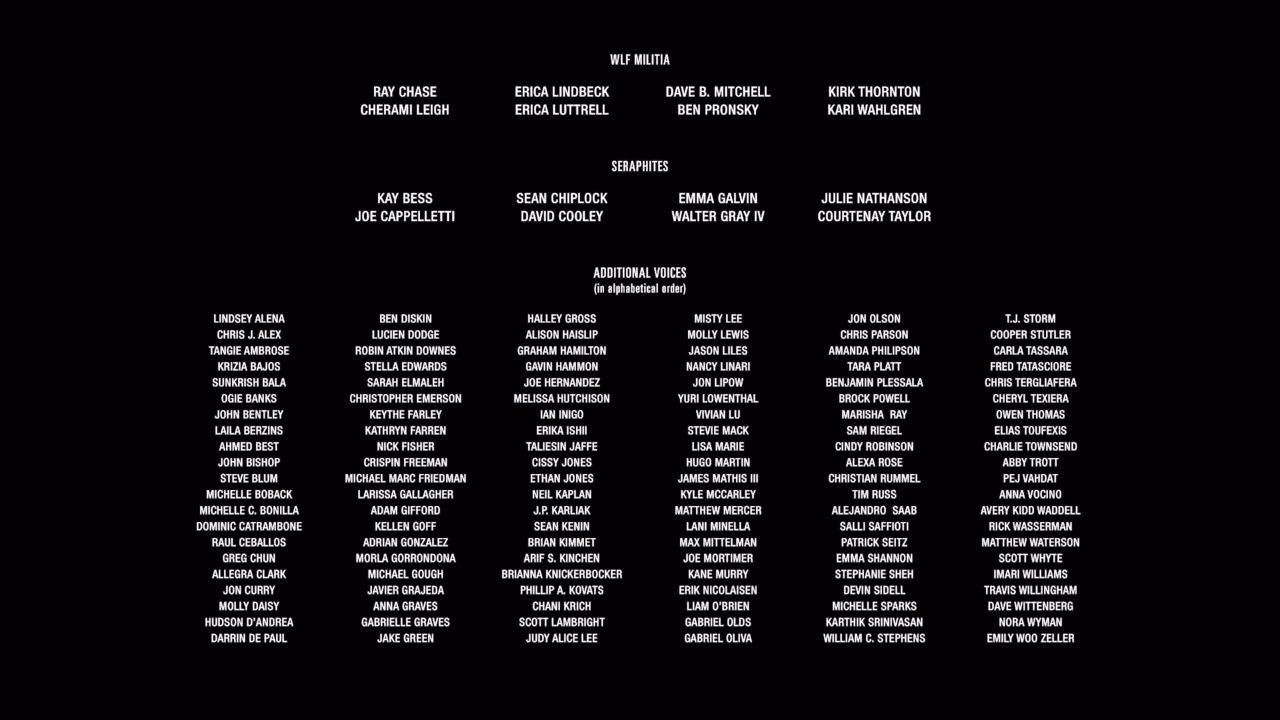 WLF MILITIA
RAY CHASE ERICA LINDBECK DAVE B. MITCHELL KIRK THORNTON
CHERAMI LEIGH ERICA LUTTRELL BEN PRONSKY KARI WAHLGREN
SERAPHITES
KAY BESS SEAN CHIPLOCK EMMA GALVIN JULIE NATHANSON
JOE CAPPELLETTI DAVID COOLEY WALTER GRAY IV COURTENAY TAYLOR
ADDITIONAL VOICES
(in alphabetical order)
LINDSEY ALENA BEN DISKIN HALLEY GROSS MISTY LEE JON OLSON T.J. STORM
CHRIS J. ALEX LUCIEN DODGE ALISON HAISLIP MOLLY LEWIS CHRIS PARSON COOPER STUTLER
TANGIE AMBROSE ROBIN ATKIN DOWNES GRAHAM HAMILTON JASON LILES AMANDA PHILIPSON CARLA TASSARA
KRIZIA BAJOS STELLA EDWARDS GAVIN HAMMON NANCY LINARI TARA PLATT FRED TATASCIORE
SUNKRISH BALA SARAH ELMALEH JOE HERNANDEZ JON LIPOW BENJAMIN PLESSALA CHRIS TERGLIAFERA
OGIE BANKS CHRISTOPHER EMERSON MELISSA HUTCHISON YURI LOWENTHAL BROCK POWELL CHERYL TEXIERA
JOHN BENTLEY KEYTHE FARLEY IAN INIGO VIVIAN LU MARISHA RAY OWEN THOMAS
LAILA BERZINS KATHRYN FARREN ERIKA ISHII STEVIE MACK SAM RIEGEL ELIAS TOUFEXIS
AHMED BEST NICK FISHER TALIESIN JAFFE LISA MARIE CINDY ROBINSON CHARLIE TOWNSEND
JOHN BISHOP CRISPIN FREEMAN CISSY JONES HUGO MARTIN ALEXA ROSE ABBY TROTT
STEVE BLUM MICHAEL MARC FRIEDMAN ETHAN JONES JAMES MATHIS III CHRISTIAN RUMMEL PEJ VAHDAT
MICHELLE BOBACK LARISSA GALLAGHER NEIL KAPLAN KYLE MCCARLEY TIM RUSS ANNA VOCINO
MICHELLE C. BONILLA ADAM GIFFORD J.P. KARLIAK MATTHEW MERCER ALEJANDRO SAAB AVERY KIDD WADDELL
DOMINIC CATRAMBONE KELLEN GOFF SEAN KENIN LANI MINELLA SALLI SAFFIOTI RICK WASSERMAN
RAUL CEBALLOS ADRIAN GONZALEZ BRIAN KIMMET MAX MITTELMAN PATRICK SEITZ MATTHEW WATERSON
GREG CHUN MORLA GORRONDONA ARIF S. KINCHEN JOE MORTIMER EMMA SHANNON SCOTT WHYTE
ALLEGRA CLARK MICHAEL GOUGH BRIANNA KNICKERBOCKER KANE MURRY STEPHANIE SHEH IMARI WILLIAMS
JON CURRY JAVIER GRAJEDA PHILLIP A. KOVATS ERIK NICOLAISEN DEVIN SIDELL TRAVIS WILLINGHAM
MOLLY DAISY ANNA GRAVES CHANI KRICH LIAM O'BRIEN MICHELLE SPARKS DAVE WITTENBERG
HUDSON D'ANDREA GABRIELLE GRAVES SCOTT LAMBRIGHT GABRIEL OLDS KARTHIK SRINIVASAN NORA WYMAN
DARRIN DE PAUL JAKE GREEN JUDY ALICE LEE GABRIEL OLIVA WILLIAM C. STEPHENS EMILY WOO ZELLER